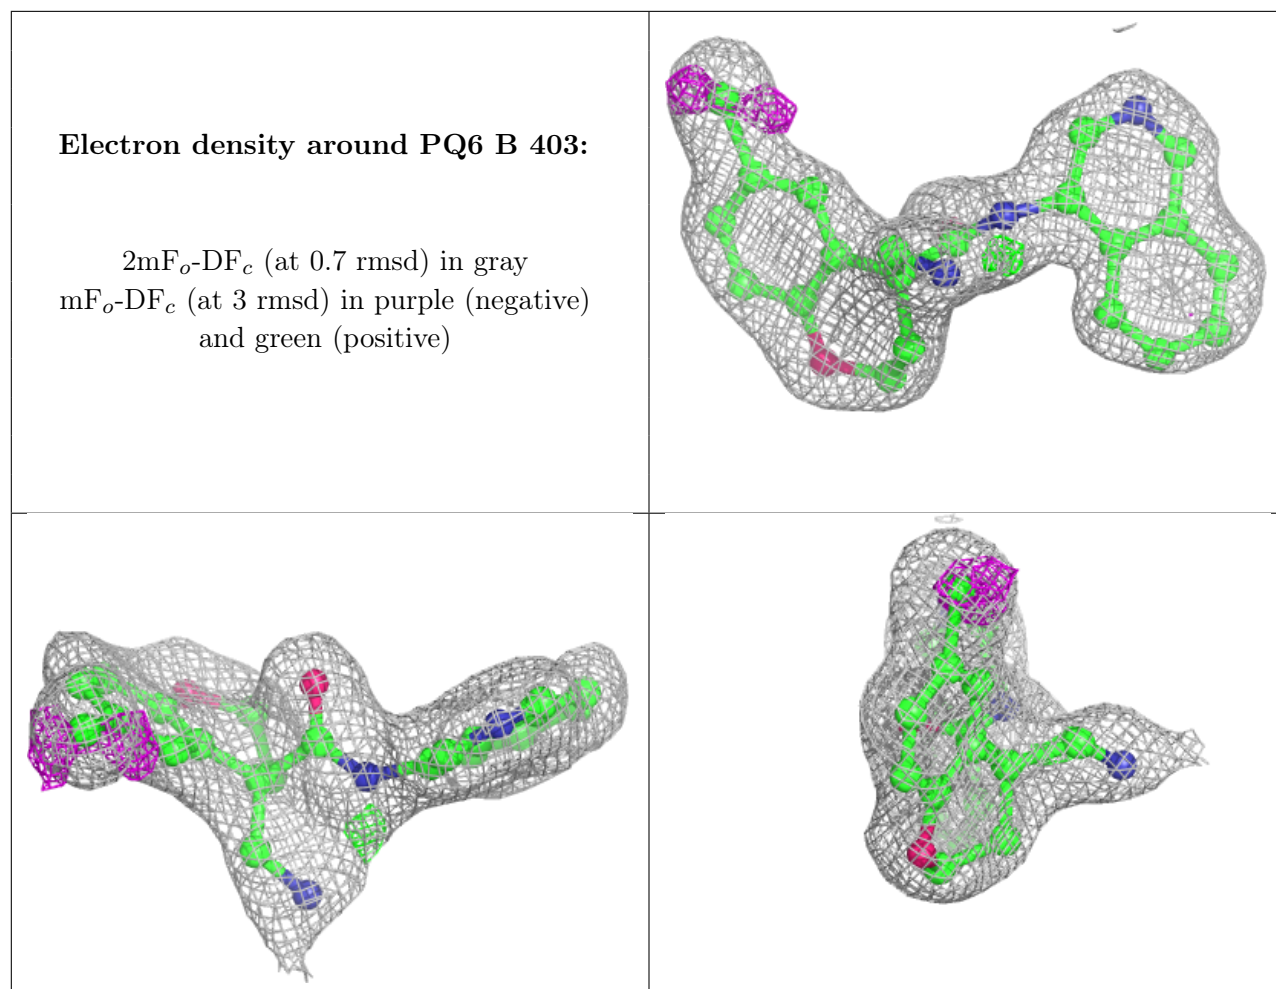 Electron density around PQ6 B 403:
2mFo-DFc (at 0.7 rmsd) in gray
mFo-DFc (at 3 rmsd) in purple (negative)
and green (positive)